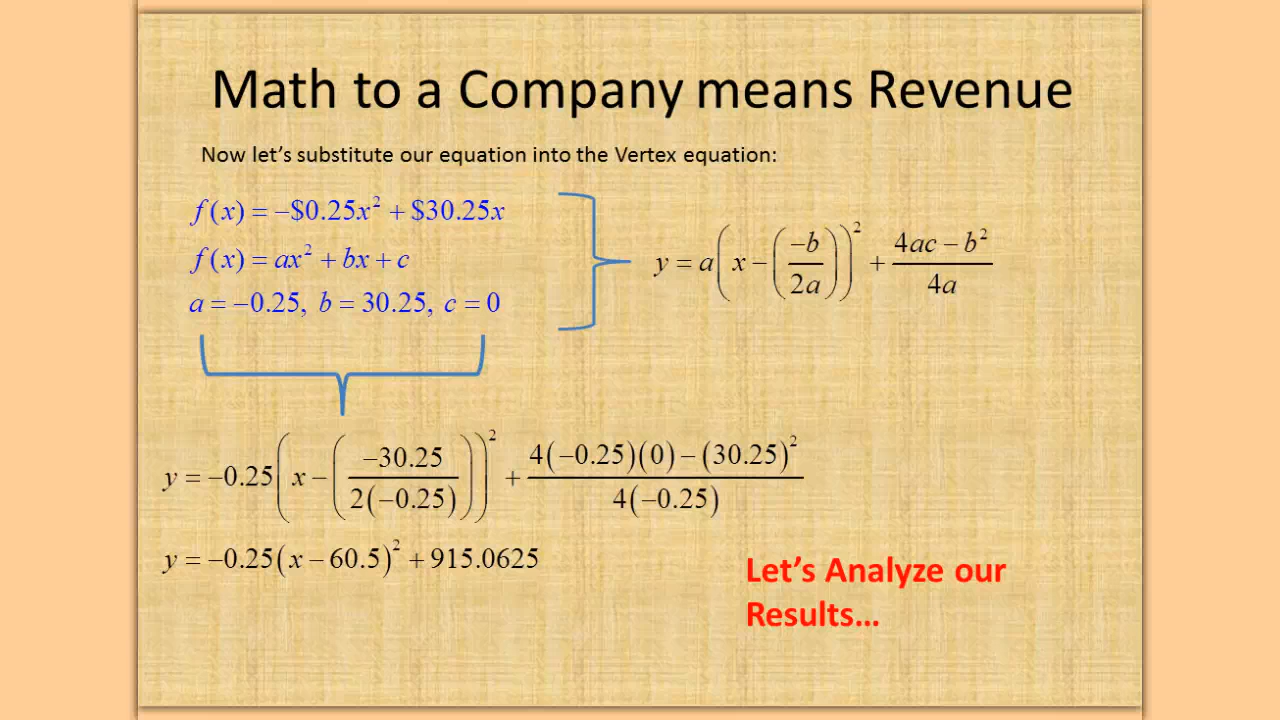 Math to a Company means Revenue
Now let's substitute our equation into the Vertex equation:
f(x) = −$0.25x² + $30.25x
f(x) = ax² + bx + c
a = −0.25, b = 30.25, c = 0
y = a(x − (−b/2a))² + (4ac − b²)/4a
y = −0.25(x − (−30.25/2(−0.25)))² + (4(−0.25)(0) − (30.25)²)/4(−0.25)
y = −0.25(x − 60.5)² + 915.0625
Let's Analyze our
Results…